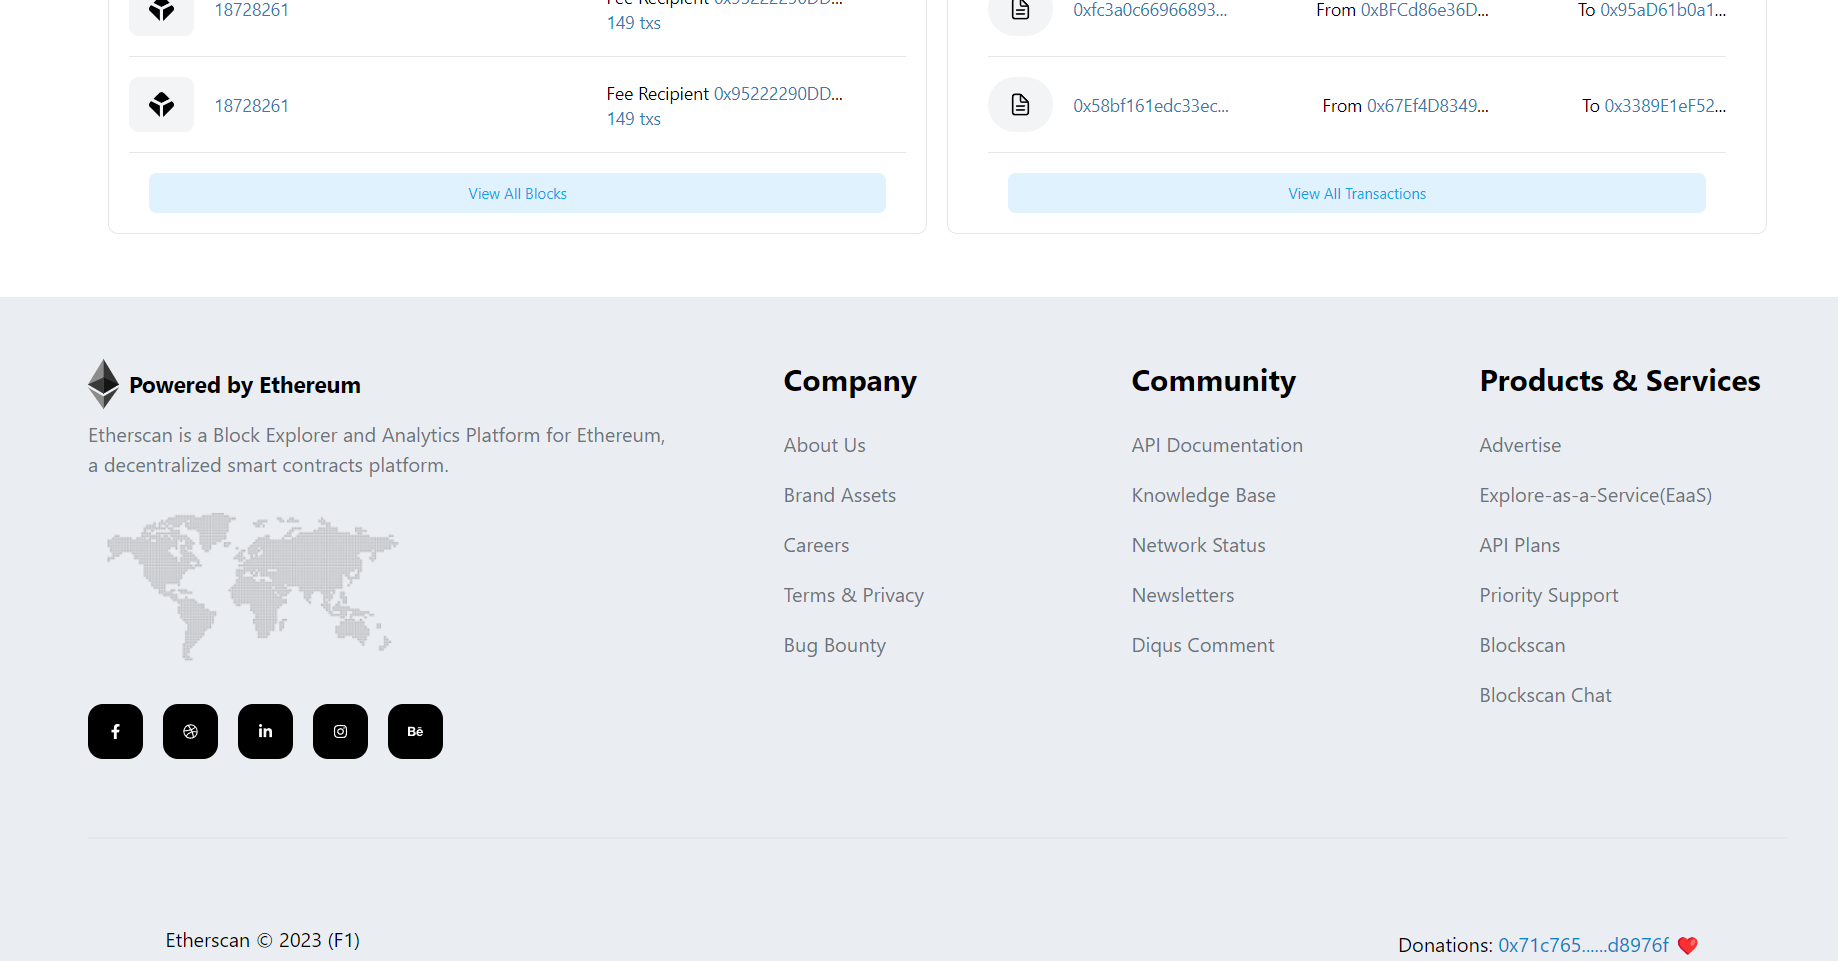 18728261
Fee Recipient 0x95222290DD...
149 txs
18728261
Fee Recipient 0x95222290DD...
149 txs
View All Blocks
0xfc3a0c66966893... From 0xBFCd86e36D... To 0x95aD61b0a1...
0x58bf161edc33ec... From 0x67Ef4D8349... To 0x3389E1eF52...
View All Transactions
Powered by Ethereum
Etherscan is a Block Explorer and Analytics Platform for Ethereum,
a decentralized smart contracts platform.
Bē
Company
About Us
Brand Assets
Careers
Terms & Privacy
Bug Bounty
Community
API Documentation
Knowledge Base
Network Status
Newsletters
Diqus Comment
Products & Services
Advertise
Explore-as-a-Service(EaaS)
API Plans
Priority Support
Blockscan
Blockscan Chat
Etherscan © 2023 (F1)
Donations: 0x71c765......d8976f ❤️